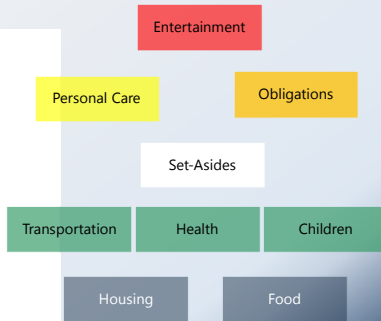 Entertainment
Personal Care
Obligations
Set-Asides
Transportation
Health
Children
Housing
Food